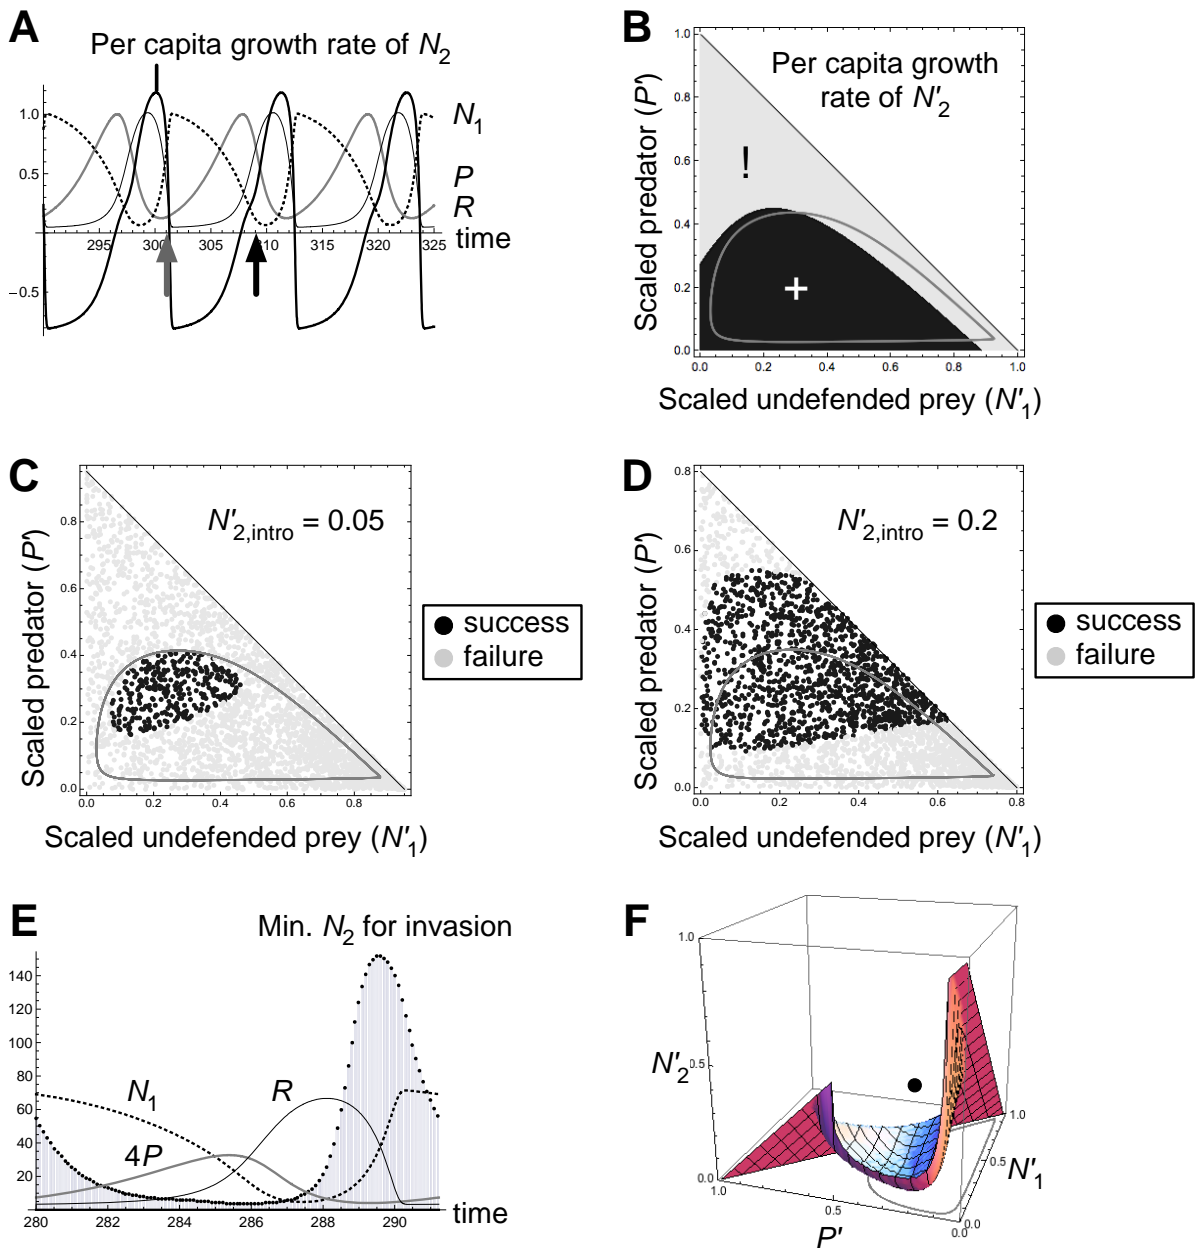 A
Per capita growth rate of N2
1.0
0.5
−0.5
295 300 305 310 315 320 325
N1
P
R
time
B
Per capita growth
rate of N′2
!
+
Scaled predator (P′)
1.0
0.8
0.6
0.4
0.2
0.0
0.0 0.2 0.4 0.6 0.8 1.0
Scaled undefended prey (N′1)
C
N′2,intro = 0.05
Scaled predator (P′)
0.8
0.6
0.4
0.2
0.0
0.0 0.2 0.4 0.6 0.8
Scaled undefended prey (N′1)
success
failure
D
N′2,intro = 0.2
Scaled predator (P′)
0.8
0.7
0.6
0.5
0.4
0.3
0.2
0.1
0.0
0.0 0.2 0.4 0.6 0.8
Scaled undefended prey (N′1)
success
failure
E
Min. N2 for invasion
140
120
100
80
60
40
20
N1
R
4P
280 282 284 286 288 290
time
F
1.0
0.5
0.0
N′2
1.0
0.5
0.0
P′
1.0
0.5
0.0
N′1